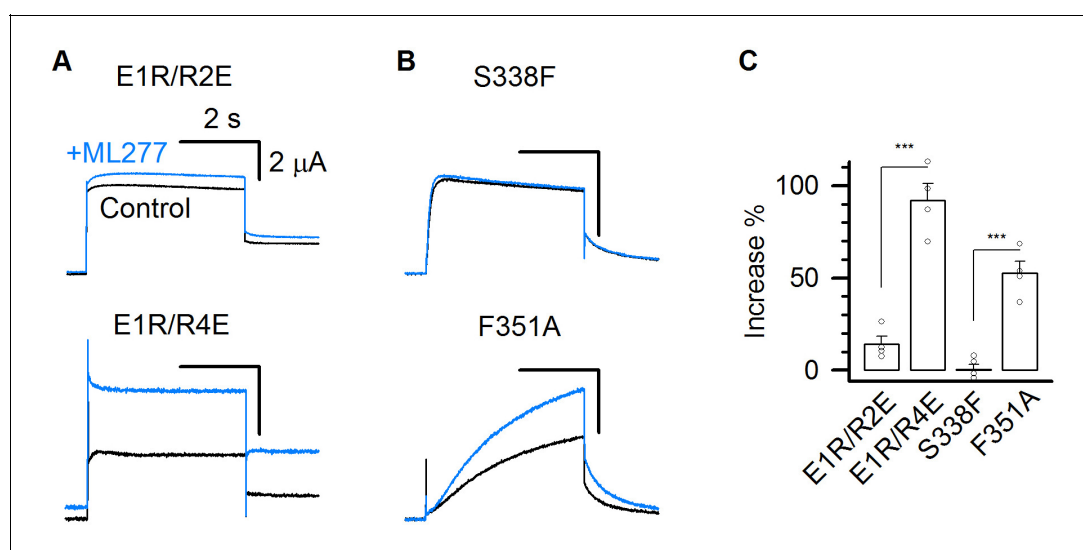 A
E1R/R2E
2 s
+ML277
2 μA
Control
E1R/R4E
B
S338F
F351A
C
***
***
Increase %
100
50
0
E1R/R2E
E1R/R4E
S338F
F351A